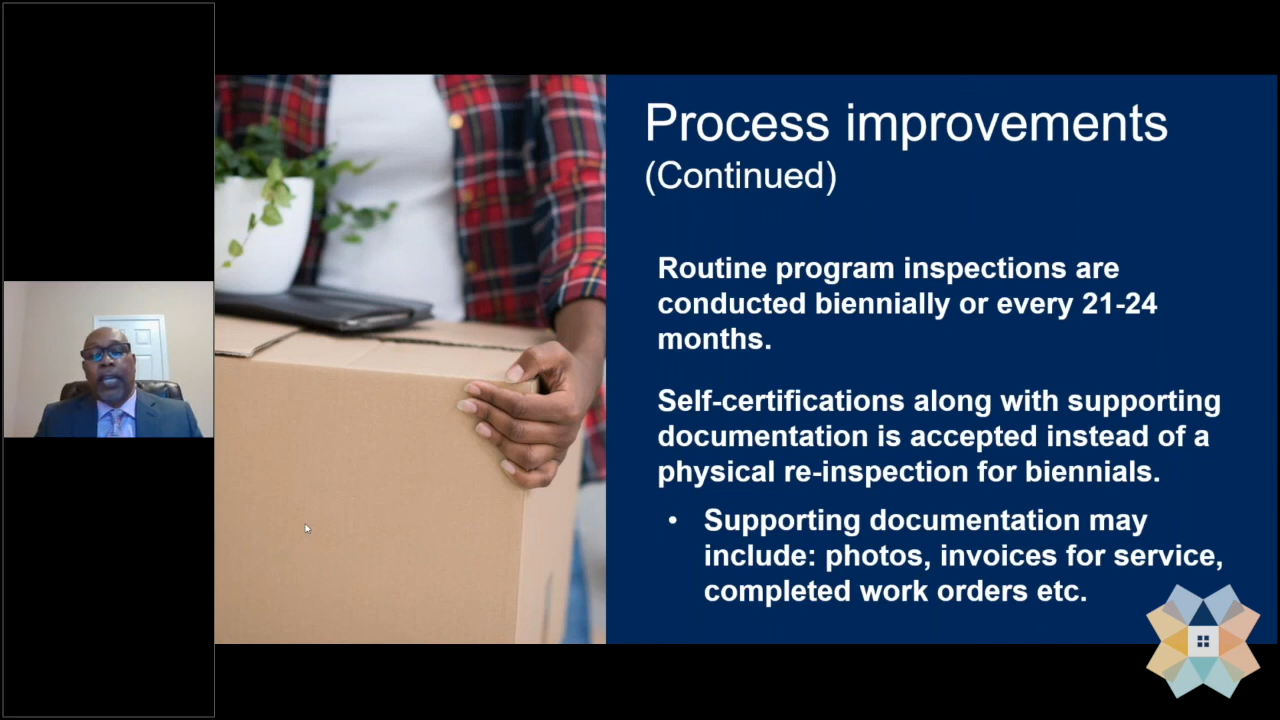 Process improvements
(Continued)
Routine program inspections are
conducted biennially or every 21-24
months.
Self-certifications along with supporting
documentation is accepted instead of a
physical re-inspection for biennials.
• Supporting documentation may
include: photos, invoices for service,
completed work orders etc.